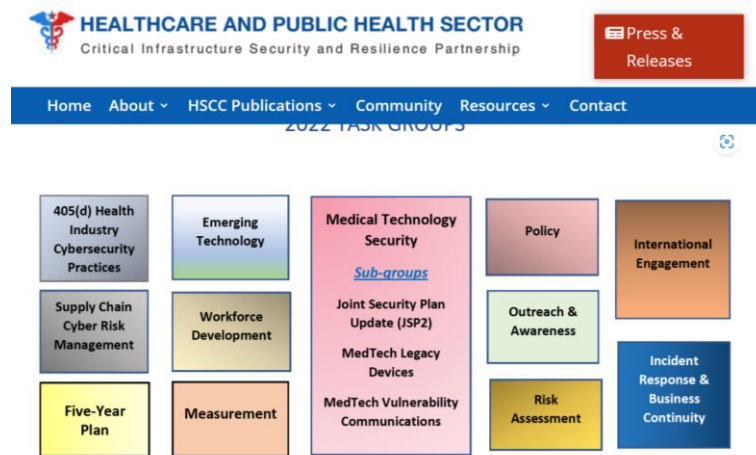 HEALTHCARE AND PUBLIC HEALTH SECTOR
Critical Infrastructure Security and Resilience Partnership
Press &
Releases
Home About HSCC Publications Community Resources Contact
2022 TASK GROUPS
405(d) Health
Industry
Cybersecurity
Practices
Emerging
Technology
Medical Technology
Security
Sub-groups
Joint Security Plan
Update (JSP2)
MedTech Legacy
Devices
MedTech Vulnerability
Communications
Policy
International
Engagement
Supply Chain
Cyber Risk
Management
Workforce
Development
Outreach &
Awareness
Incident
Response &
Business
Continuity
Five-Year
Plan
Measurement
Risk
Assessment